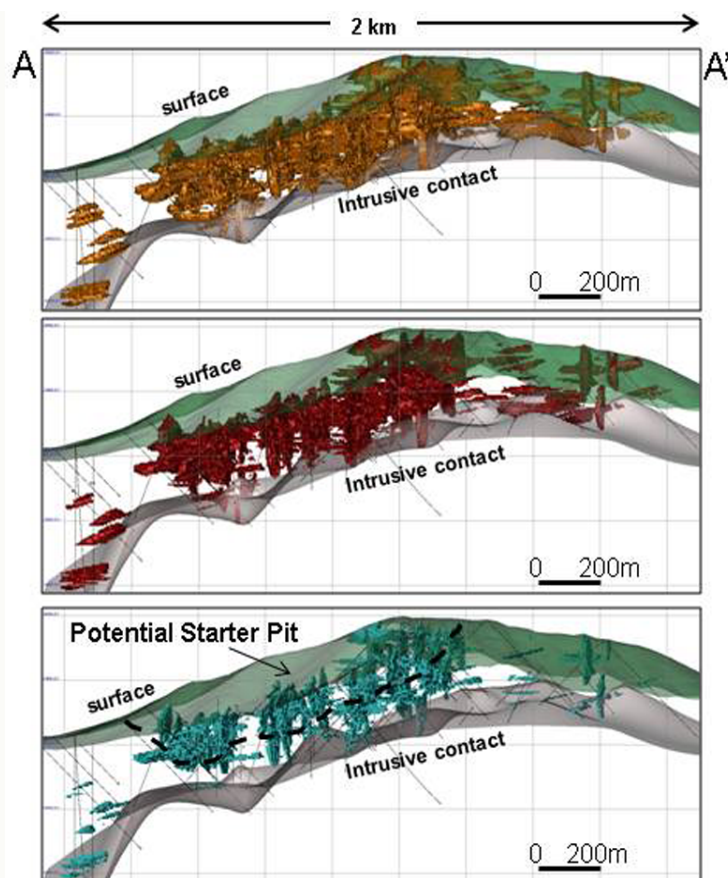 2 km
A
A'
surface
Intrusive contact
0 200m
surface
Intrusive contact
0 200m
Potential Starter Pit
surface
Intrusive contact
0 200m